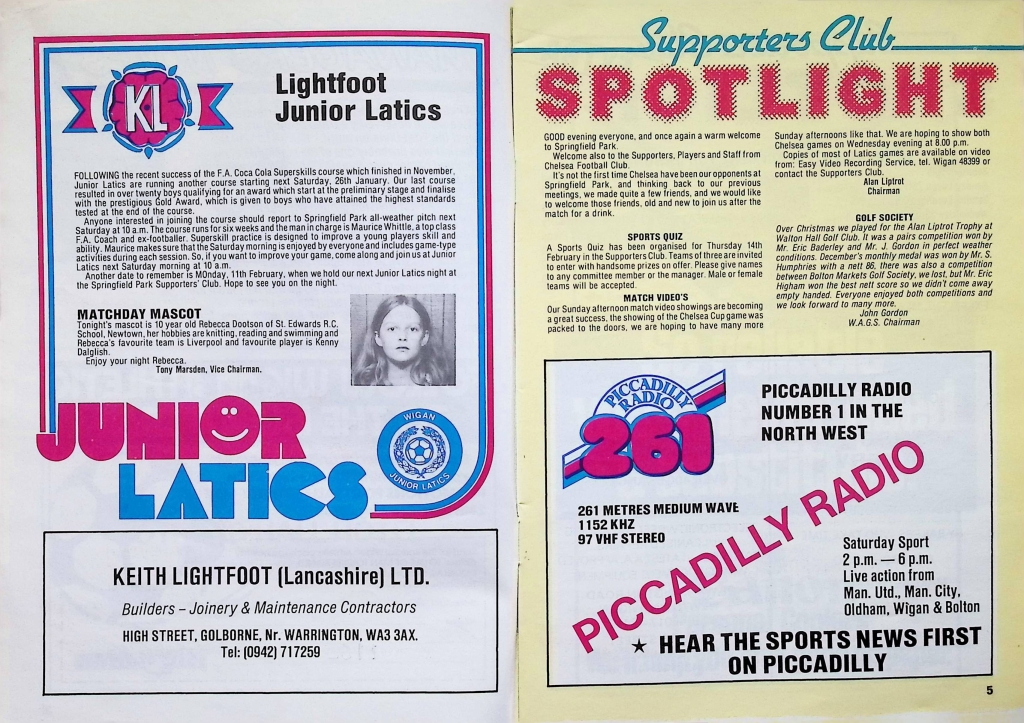 KL
Lightfoot
Junior Latics
FOLLOWING the recent success of the F.A. Coca Cola Superskills course which finished in November,
Junior Latics are running another course starting next Saturday, 26th January. Our last course
resulted in over twenty boys qualifying for an award which start at the preliminary stage and finalise
with the prestigious Gold Award, which is given to boys who have attained the highest standards
tested at the end of the course.
Anyone interested in joining the course should report to Springfield Park all-weather pitch next
Saturday at 10 a.m. The course runs for six weeks and the man in charge is Maurice Whittle, a top class
F.A. Coach and ex-footballer. Superskill practice is designed to improve a young players skill and
ability. Maurice makes sure that the Saturday morning is enjoyed by everyone and includes game-type
activities during each session. So, if you want to improve your game, come along and join us at Junior
Latics next Saturday morning at 10 a.m.
Another date to remember is MOnday, 11th February, when we hold our next Junior Latics night at
the Springfield Park Supporters' Club. Hope to see you on the night.
MATCHDAY MASCOT
Tonight's mascot is 10 year old Rebecca Dootson of St. Edwards R.C.
School, Newtown, her hobbies are knitting, reading and swimming and
Rebecca's favourite team is Liverpool and favourite player is Kenny
Dalglish.
Enjoy your night Rebecca.
Tony Marsden, Vice Chairman.
JUNIOR
LATICS
WIGAN
JUNIOR LATICS
KEITH LIGHTFOOT (Lancashire) LTD.
Builders – Joinery & Maintenance Contractors
HIGH STREET, GOLBORNE, Nr. WARRINGTON, WA3 3AX.
Tel: (0942) 717259
Supporters Club
SPOTLIGHT
GOOD evening everyone, and once again a warm welcome
to Springfield Park.
Welcome also to the Supporters, Players and Staff from
Chelsea Football Club.
It's not the first time Chelsea have been our opponents at
Springfield Park, and thinking back to our previous
meetings, we made quite a few friends, and we would like
to welcome those friends, old and new to join us after the
match for a drink.
SPORTS QUIZ
A Sports Quiz has been organised for Thursday 14th
February in the Supporters Club. Teams of three are invited
to enter with handsome prizes on offer. Please give names
to any committee member or the manager. Male or female
teams will be accepted.
MATCH VIDEO'S
Our Sunday afternoon match video showings are becoming
a great success, the showing of the Chelsea Cup game was
packed to the doors, we are hoping to have many more
Sunday afternoons like that. We are hoping to show both
Chelsea games on Wednesday evening at 8.00 p.m.
Copies of most of Latics games are available on video
from: Easy Video Recording Service, tel. Wigan 48399 or
contact the Supporters Club.
Alan Liptrot
Chairman
GOLF SOCIETY
Over Christmas we played for the Alan Liptrot Trophy at
Walton Hall Golf Club. It was a pairs competition won by
Mr. Eric Baderley and Mr. J. Gordon in perfect weather
conditions. December's monthly medal was won by Mr. S.
Humphries with a nett 86, there was also a competition
between Bolton Markets Golf Society, we lost, but Mr. Eric
Higham won the best nett score so we didn't come away
empty handed. Everyone enjoyed both competitions and
we look forward to many more.
John Gordon
W.A.G.S. Chairman
PICCADILLY
RADIO
261
PICCADILLY RADIO
NUMBER 1 IN THE
NORTH WEST
261 METRES MEDIUM WAVE
1152 KHZ
97 VHF STEREO
PICCADILLY RADIO
Saturday Sport
2 p.m. — 6 p.m.
Live action from
Man. Utd., Man. City,
Oldham, Wigan & Bolton
★ HEAR THE SPORTS NEWS FIRST
ON PICCADILLY
5